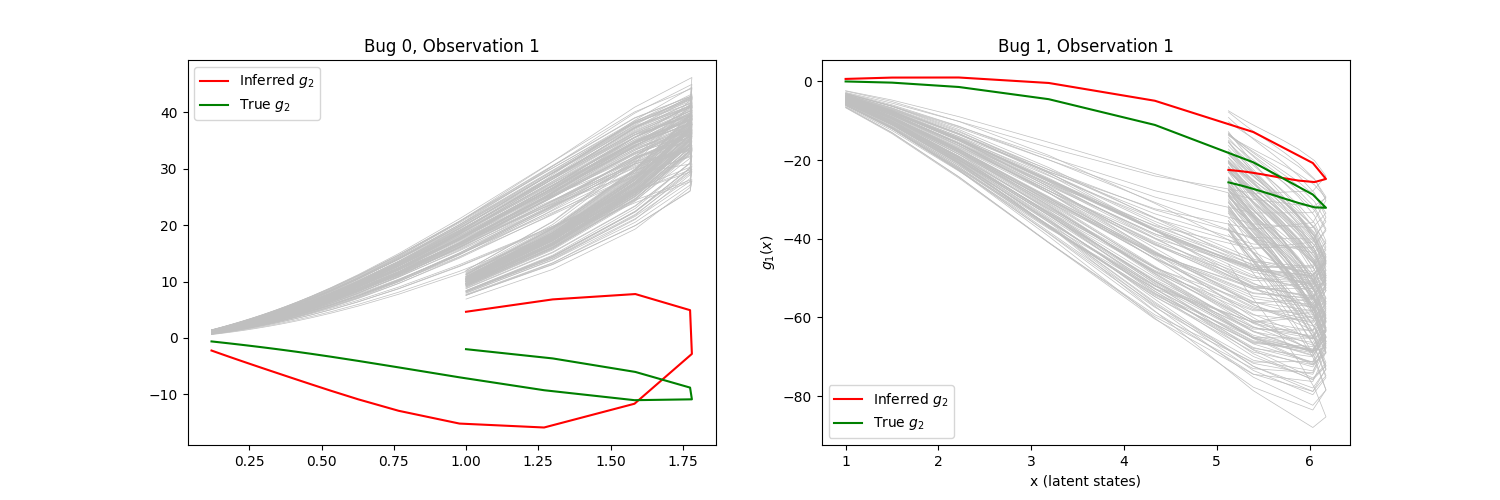 Bug 0, Observation 1
Inferred g₂
True g₂
40
30
20
10
0
−10
0.25 0.50 0.75 1.00 1.25 1.50 1.75
Bug 1, Observation 1
0
−20
−40
−60
−80
g₁(x)
Inferred g₂
True g₂
1 2 3 4 5 6
x (latent states)